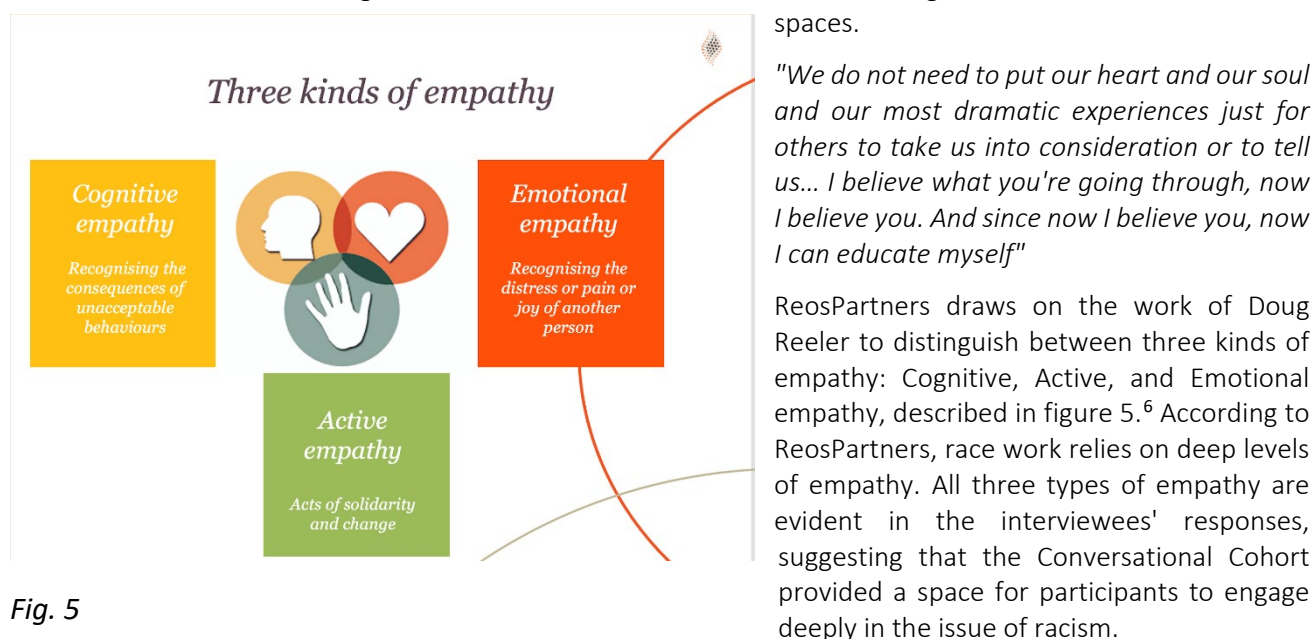 spaces.
Three kinds of empathy
Cognitive
empathy
Recognising the
consequences of
unacceptable
behaviours
Emotional
empathy
Recognising the
distress or pain or
joy of another
person
Active
empathy
Acts of solidarity
and change
Fig. 5
"We do not need to put our heart and our soul
and our most dramatic experiences just for
others to take us into consideration or to tell
us... I believe what you're going through, now
I believe you. And since now I believe you, now
I can educate myself"
ReosPartners draws on the work of Doug
Reeler to distinguish between three kinds of
empathy: Cognitive, Active, and Emotional
empathy, described in figure 5.⁶ According to
ReosPartners, race work relies on deep levels
of empathy. All three types of empathy are
evident in the interviewees' responses,
suggesting that the Conversational Cohort
provided a space for participants to engage
deeply in the issue of racism.